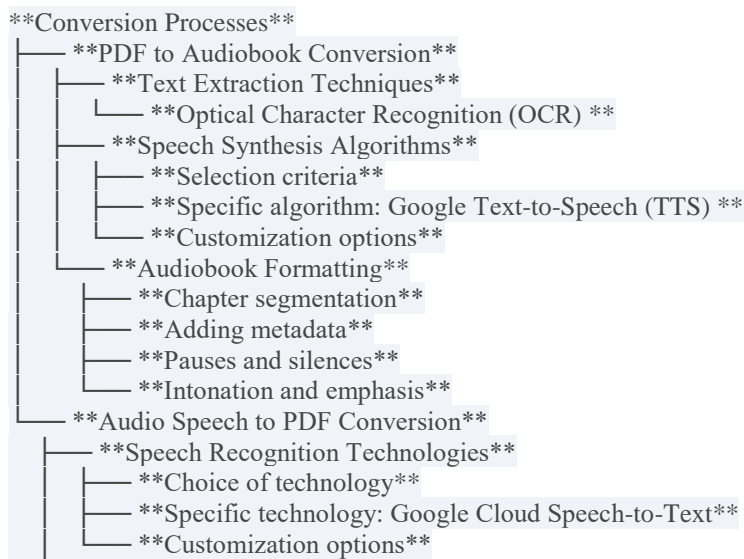 **Conversion Processes**
├── **PDF to Audiobook Conversion**
│   ├── **Text Extraction Techniques**
│   │   └── **Optical Character Recognition (OCR) **
│   ├── **Speech Synthesis Algorithms**
│   │   ├── **Selection criteria**
│   │   ├── **Specific algorithm: Google Text-to-Speech (TTS) **
│   │   └── **Customization options**
│   └── **Audiobook Formatting**
│       ├── **Chapter segmentation**
│       ├── **Adding metadata**
│       ├── **Pauses and silences**
│       └── **Intonation and emphasis**
└── **Audio Speech to PDF Conversion**
    ├── **Speech Recognition Technologies**
    │   ├── **Choice of technology**
    │   ├── **Specific technology: Google Cloud Speech-to-Text**
    │   └── **Customization options**